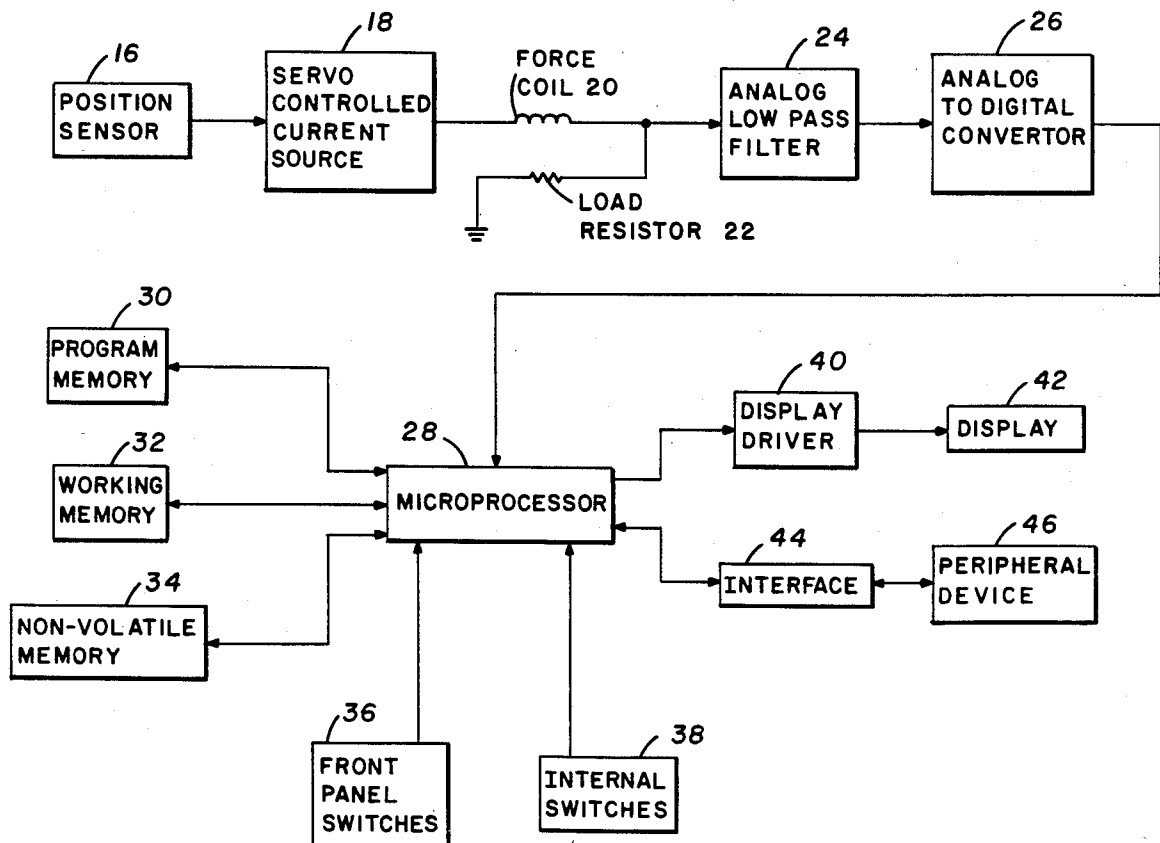 16
POSITION
SENSOR
18
SERVO
CONTROLLED
CURRENT
SOURCE
FORCE
COIL 20
LOAD
RESISTOR 22
24
ANALOG
LOW PASS
FILTER
26
ANALOG
TO DIGITAL
CONVERTOR
30
PROGRAM
MEMORY
32
WORKING
MEMORY
34
NON-VOLATILE
MEMORY
28
MICROPROCESSOR
36
FRONT
PANEL
SWITCHES
38
INTERNAL
SWITCHES
40
DISPLAY
DRIVER
42
DISPLAY
44
INTERFACE
46
PERIPHERAL
DEVICE